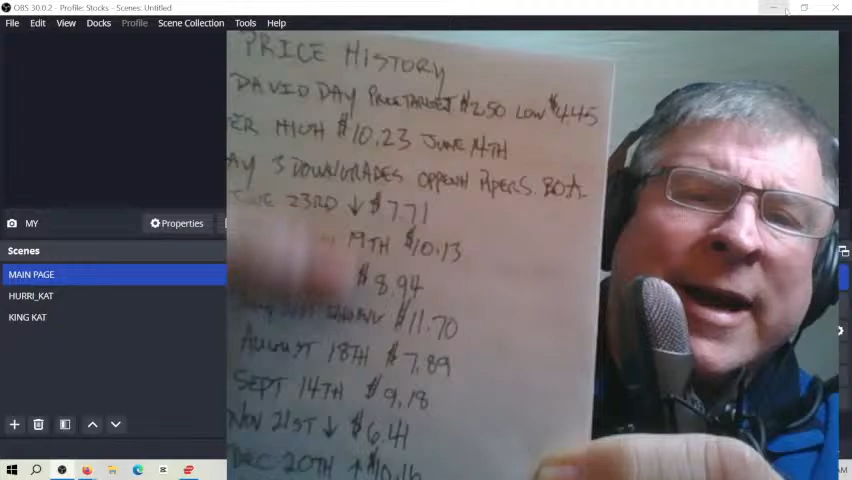 OBS 30.0.2 - Profile: Stocks - Scenes: Untitled
File Edit View Docks Profile Scene Collection Tools Help
PRICE HISTORY
DAVID DAY PRICE TARGET $2.50 LOW $4.45
ER HIGH $10.23 JUNE 14TH
AY 3 DOWNGRADES OPPENH PIPERS. BOA.
23RD ↓ $7.71
19TH $10.13
$8.94
$11.70
AUGUST 18TH $7.89
SEPT 14TH $9.18
NOV 21ST ↓ $6.41
DEC 20TH ↑ $10.16
MY
Properties
Scenes
MAIN PAGE
HURRI_KAT
KING KAT